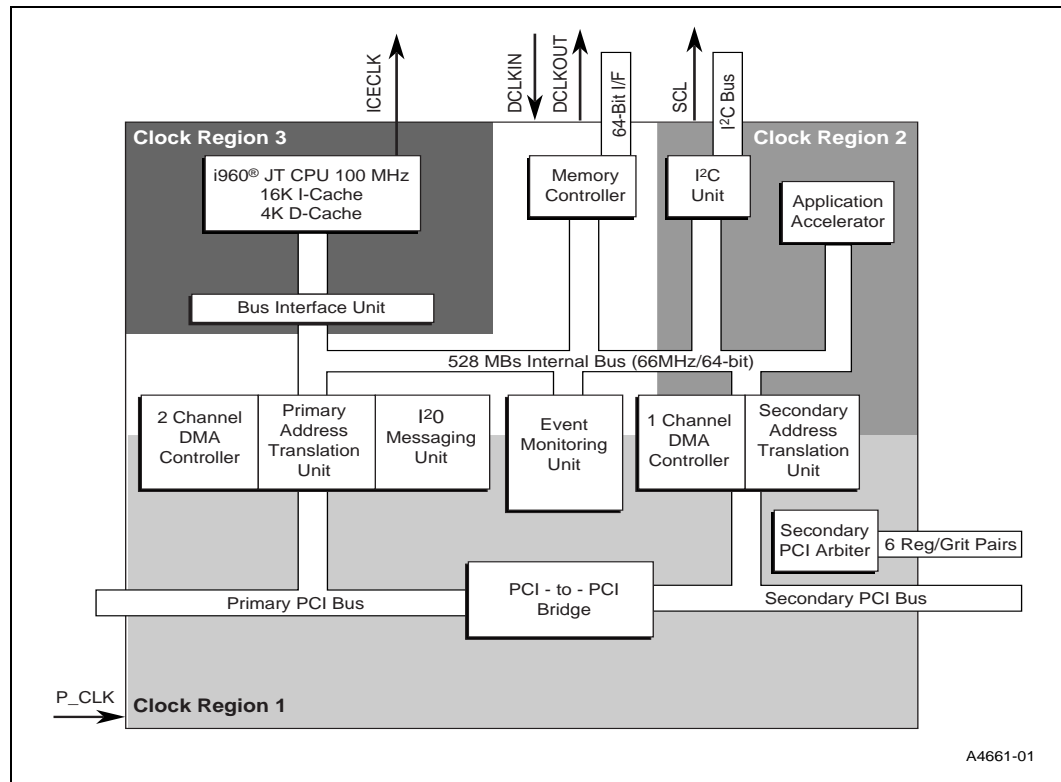 ICECLK
DCLKIN
DCLKOUT
64-Bit I/F
SCL
I²C Bus
Clock Region 3
Clock Region 2
i960® JT CPU 100 MHz
16K I-Cache
4K D-Cache
Memory
Controller
I²C
Unit
Application
Accelerator
Bus Interface Unit
528 MBs Internal Bus (66MHz/64-bit)
2 Channel
DMA
Controller
Primary
Address
Translation
Unit
I²0
Messaging
Unit
Event
Monitoring
Unit
1 Channel
DMA
Controller
Secondary
Address
Translation
Unit
Secondary
PCI Arbiter
6 Reg/Grit Pairs
Primary PCI Bus
PCI - to - PCI
Bridge
Secondary PCI Bus
P_CLK
Clock Region 1
A4661-01